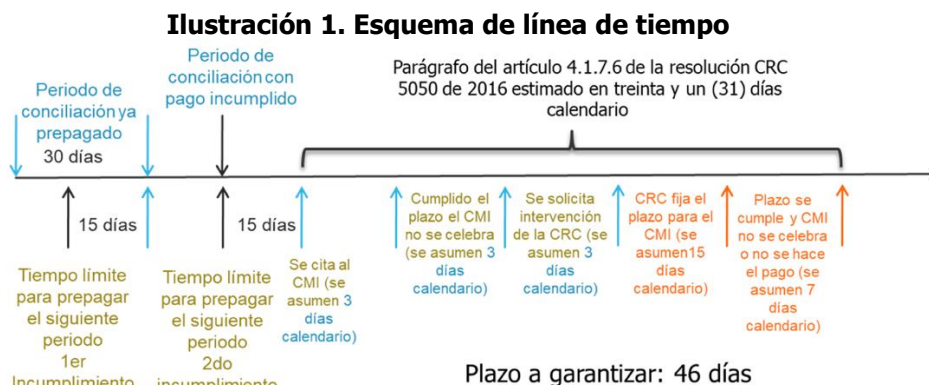 Ilustración 1. Esquema de línea de tiempo
Periodo de
conciliación ya
prepagado
30 días
Periodo de
conciliación con
pago incumplido
Parágrafo del artículo 4.1.7.6 de la resolución CRC
5050 de 2016 estimado en treinta y un (31) días
calendario
15 días
15 días
Tiempo límite
para prepagar
el siguiente
periodo
1er
Incumplimiento
Tiempo límite
para prepagar
el siguiente
periodo
2do
incumplimiento
Se cita al
CMI (se
asumen 3
días
calendario)
Cumplido el
plazo el CMI
no se celebra
(se asumen 3
días
calendario)
Se solicita
intervención
de la CRC (se
asumen 3
días
calendario)
CRC fija el
plazo para el
CMI (se
asumen15
días
calendario)
Plazo se
cumple y CMI
no se celebra
o no se hace
el pago (se
asumen 7
días
calendario)
Plazo a garantizar: 46 días